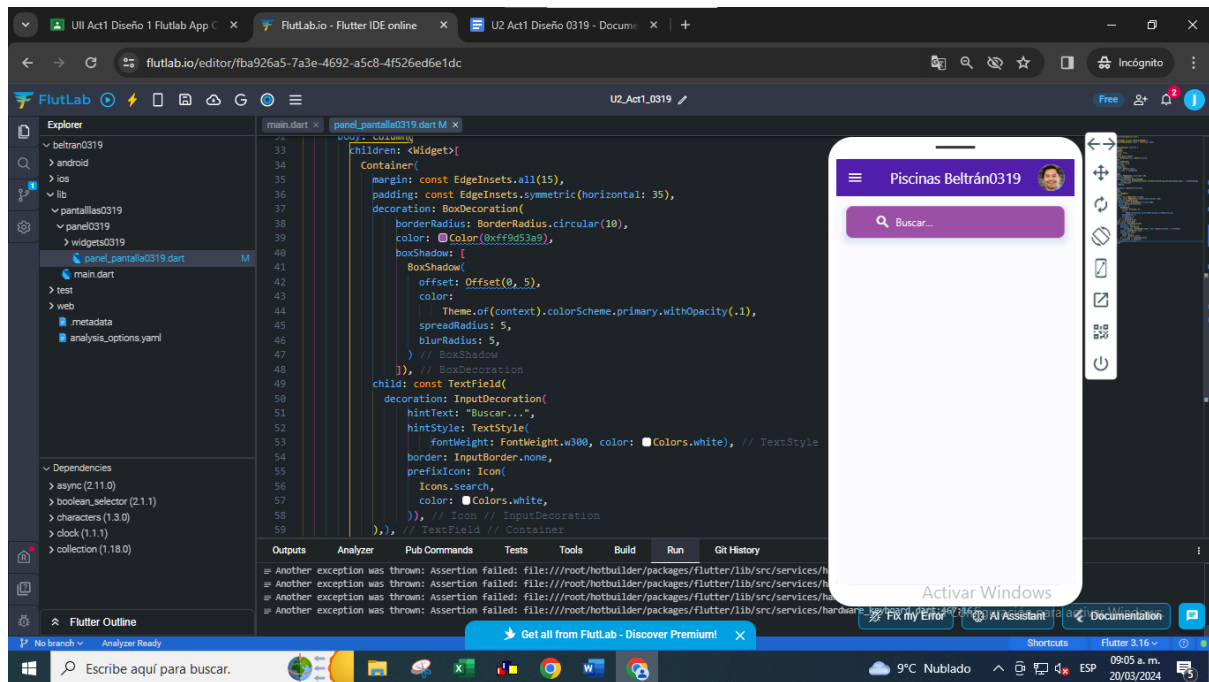 UII Act1 Diseño 1 Flutlab App C
FlutLab.io - Flutter IDE online
U2 Act1 Diseño 0319 - Docume
flutlab.io/editor/fba926a5-7a3e-4692-a5c8-4f526ed6e1dc
Incógnito
FlutLab
U2_Act1_0319
Free
2
J
Explorer
main.dart
panel_pantalla0319.dart M
beltran0319
android
ios
lib
pantalllas0319
panel0319
widgets0319
panel_pantalla0319.dart M
main.dart
test
web
.metadata
analysis_options.yaml
1
Dependencies
async (2.11.0)
boolean_selector (2.1.1)
characters (1.3.0)
clock (1.1.1)
collection (1.18.0)
Flutter Outline
32 body: Column(
33 children: <Widget>[
34 Container(
35 margin: const EdgeInsets.all(15),
36 padding: const EdgeInsets.symmetric(horizontal: 35),
37 decoration: BoxDecoration(
38 borderRadius: BorderRadius.circular(10),
39 color: Color(0xff9d53a9),
40 boxShadow: [
41 BoxShadow(
42 offset: Offset(0, 5),
43 color:
44 Theme.of(context).colorScheme.primary.withOpacity(.1),
45 spreadRadius: 5,
46 blurRadius: 5,
47 ) // BoxShadow
48 ]), // BoxDecoration
49 child: const TextField(
50 decoration: InputDecoration(
51 hintText: "Buscar...",
52 hintStyle: TextStyle(
53 fontWeight: FontWeight.w300, color: Colors.white), // TextStyle
54 border: InputBorder.none,
55 prefixIcon: Icon(
56 Icons.search,
57 color: Colors.white,
58 )), // Icon // InputDecoration
59 ),), // TextField // Container
Piscinas Beltrán0319
Buscar...
Outputs Analyzer Pub Commands Tests Tools Build Run Git History
Another exception was thrown: Assertion failed: file:///root/hotbuilder/packages/flutter/lib/src/services/h
Another exception was thrown: Assertion failed: file:///root/hotbuilder/packages/flutter/lib/src/services/h
Another exception was thrown: Assertion failed: file:///root/hotbuilder/packages/flutter/lib/src/services/ha
Another exception was thrown: Assertion failed: file:///root/hotbuilder/packages/flutter/lib/src/services/hardware_keyboard.dart:
Activar Windows
Fix my Error
AI Assistant
Documentation
Get all from FlutLab - Discover Premium!
No branch Analyzer Ready
Shortcuts Flutter 3.16
Escribe aquí para buscar.
9°C Nublado
ESP
09:05 a. m.
20/03/2024
5